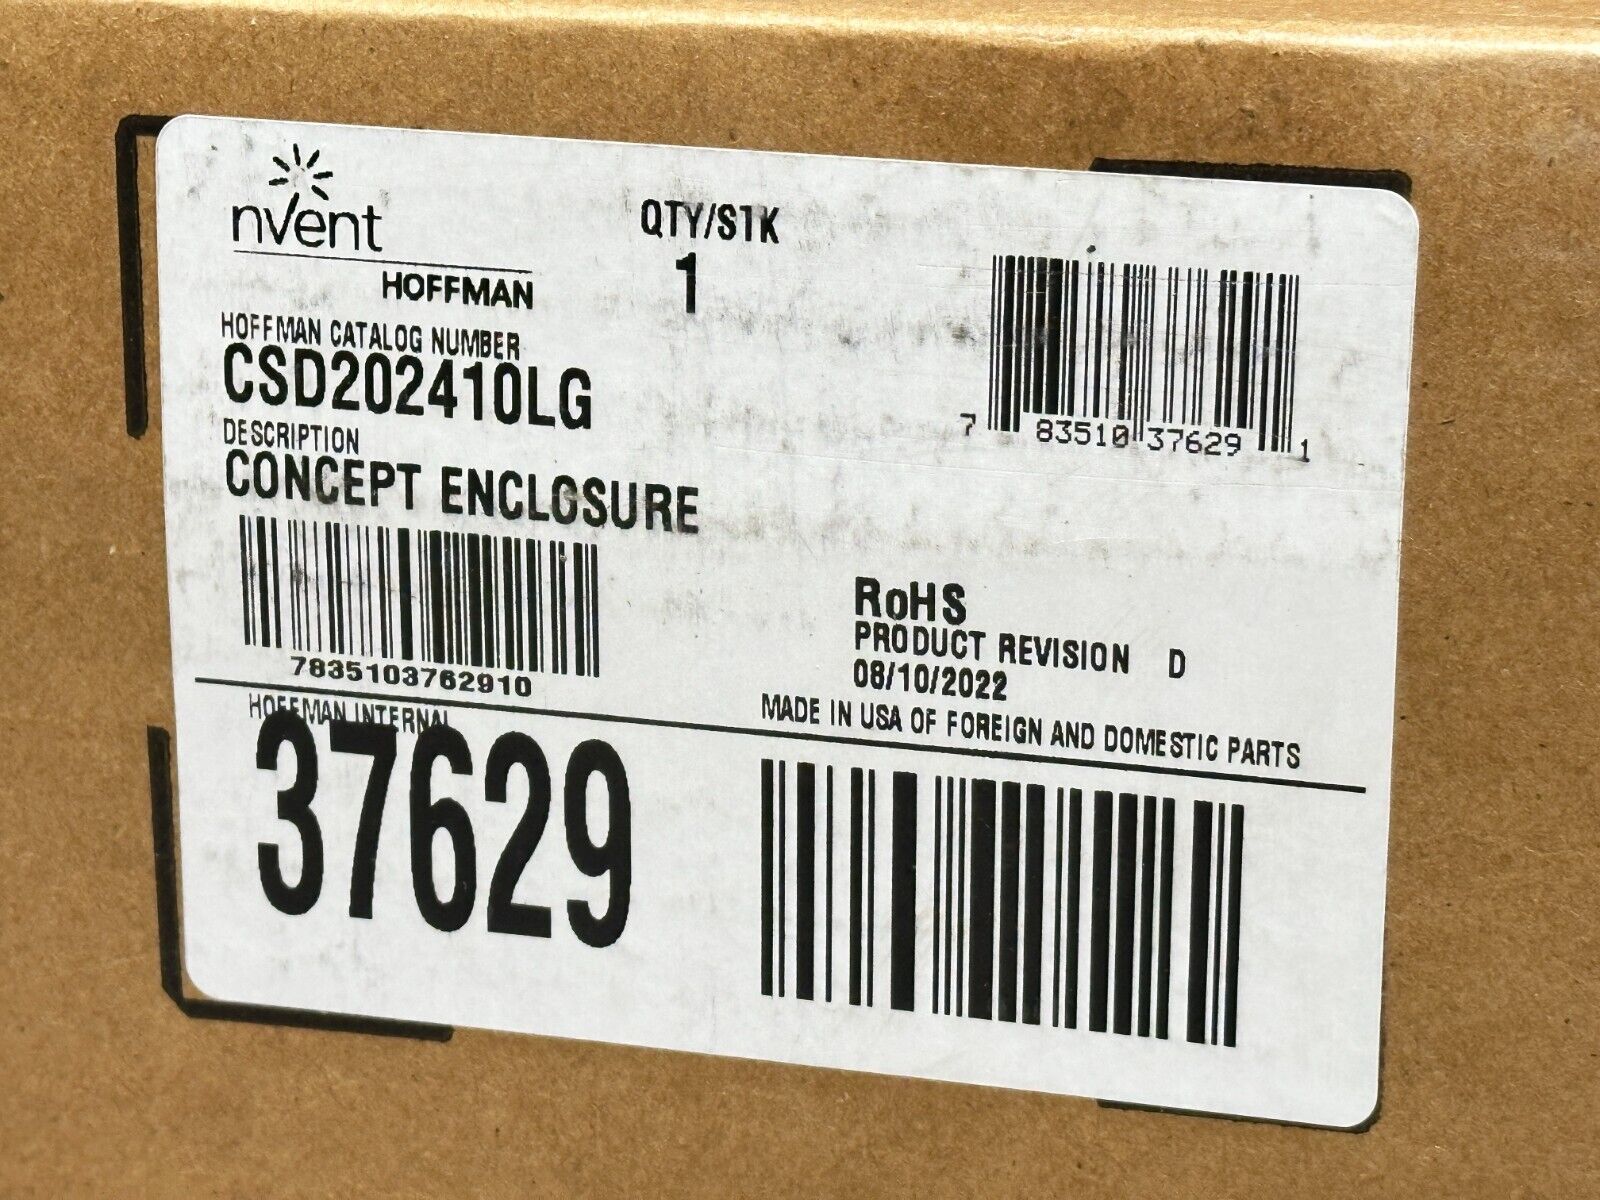 nVent
HOFFMAN
QTY/STK
1
HOFFMAN CATALOG NUMBER
CSD202410LG
DESCRIPTION
CONCEPT ENCLOSURE
7 83510 37629 1
7835103762910
RoHS
PRODUCT REVISION D
08/10/2022
MADE IN USA OF FOREIGN AND DOMESTIC PARTS
HOFFMAN INTERNAL
37629